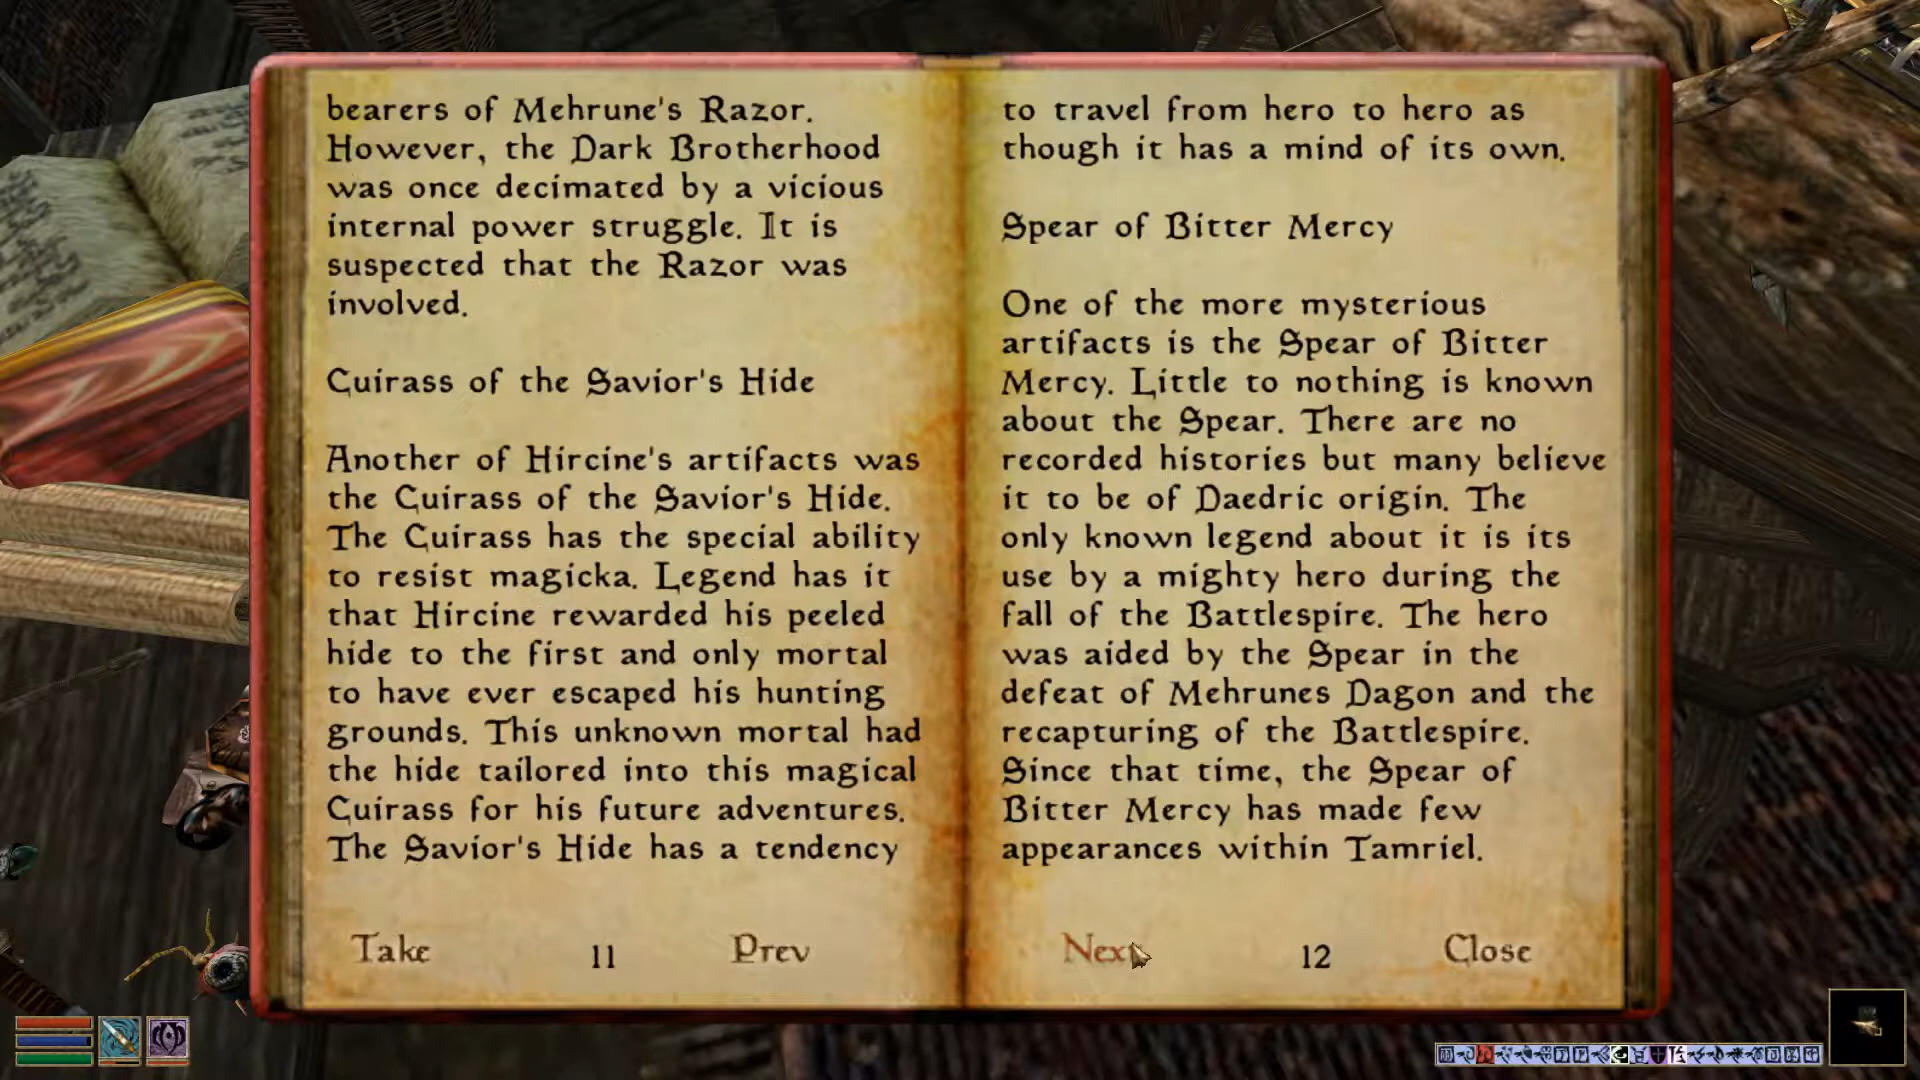 bearers of Mehrune's Razor.
However, the Dark Brotherhood
was once decimated by a vicious
internal power struggle. It is
suspected that the Razor was
involved.
Cuirass of the Savior's Hide
Another of Hircine's artifacts was
the Cuirass of the Savior's Hide.
The Cuirass has the special ability
to resist magicka. Legend has it
that Hircine rewarded his peeled
hide to the first and only mortal
to have ever escaped his hunting
grounds. This unknown mortal had
the hide tailored into this magical
Cuirass for his future adventures.
The Savior's Hide has a tendency
Take 11 Prev
to travel from hero to hero as
though it has a mind of its own.
Spear of Bitter Mercy
One of the more mysterious
artifacts is the Spear of Bitter
Mercy. Little to nothing is known
about the Spear. There are no
recorded histories but many believe
it to be of Daedric origin. The
only known legend about it is its
use by a mighty hero during the
fall of the Battlespire. The hero
was aided by the Spear in the
defeat of Mehrunes Dagon and the
recapturing of the Battlespire.
Since that time, the Spear of
Bitter Mercy has made few
appearances within Tamriel.
Next 12 Close